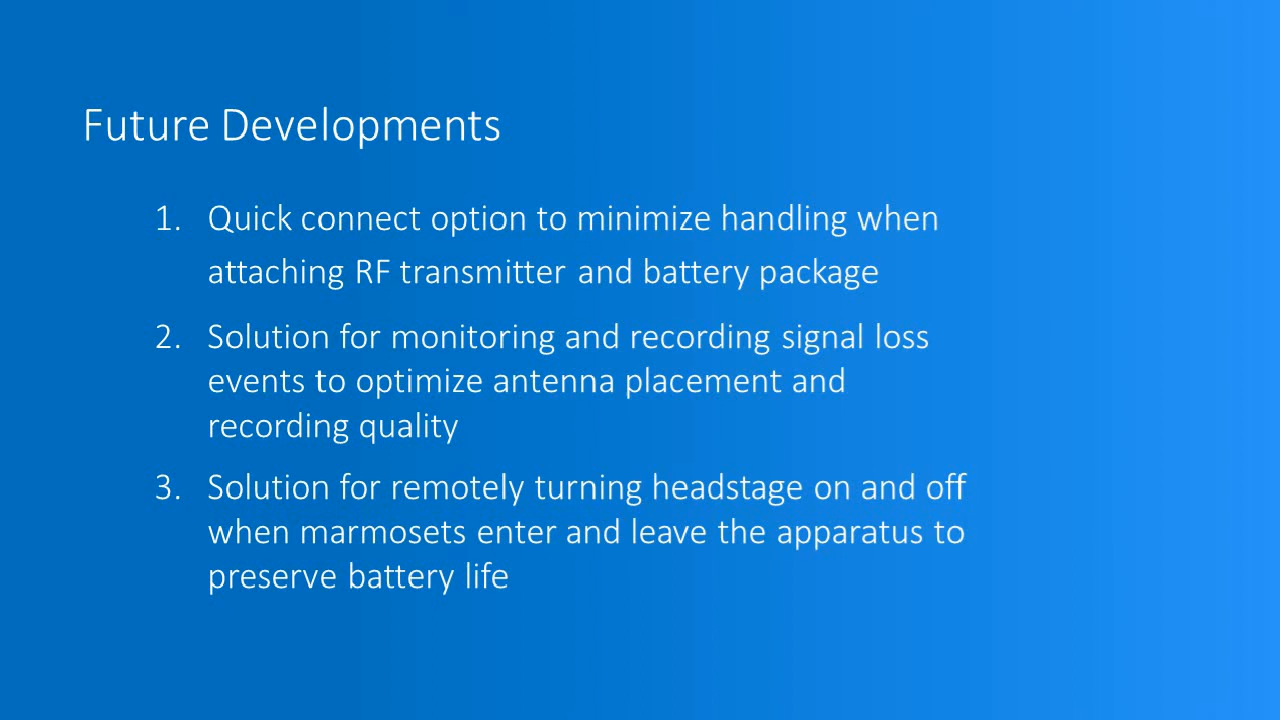 Future Developments
1. Quick connect option to minimize handling when
attaching RF transmitter and battery package
2. Solution for monitoring and recording signal loss
events to optimize antenna placement and
recording quality
3. Solution for remotely turning headstage on and off
when marmosets enter and leave the apparatus to
preserve battery life